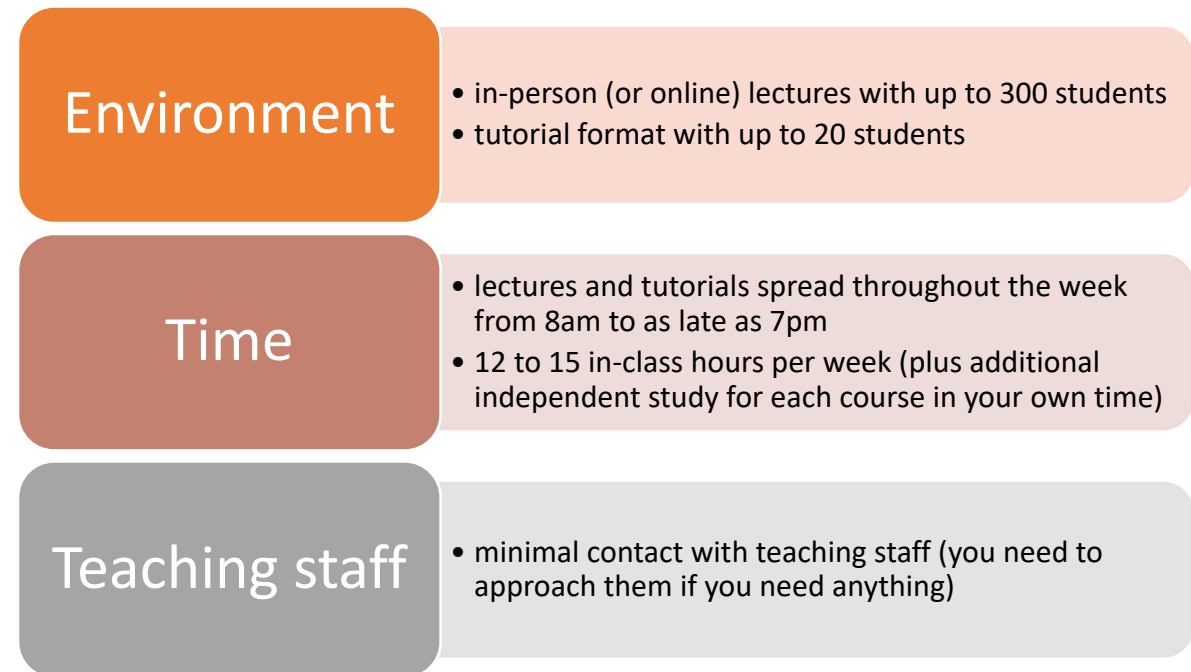 Environment
• in-person (or online) lectures with up to 300 students
• tutorial format with up to 20 students
Time
• lectures and tutorials spread throughout the week
from 8am to as late as 7pm
• 12 to 15 in-class hours per week (plus additional
independent study for each course in your own time)
Teaching staff
• minimal contact with teaching staff (you need to
approach them if you need anything)